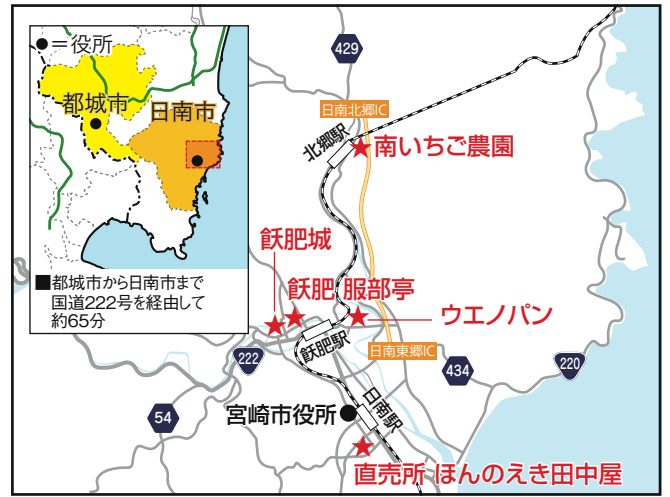 ●=役所
都城市
日南市
■都城市から日南市まで
国道222号を経由して
約65分
429
日南北郷IC
北郷駅
南いちご農園
飫肥城
飫肥 服部亭
ウエノパン
飫肥駅
日南東郷IC
222
434
220
54
宮崎市役所
日南駅
直売所 ほんのえき田中屋